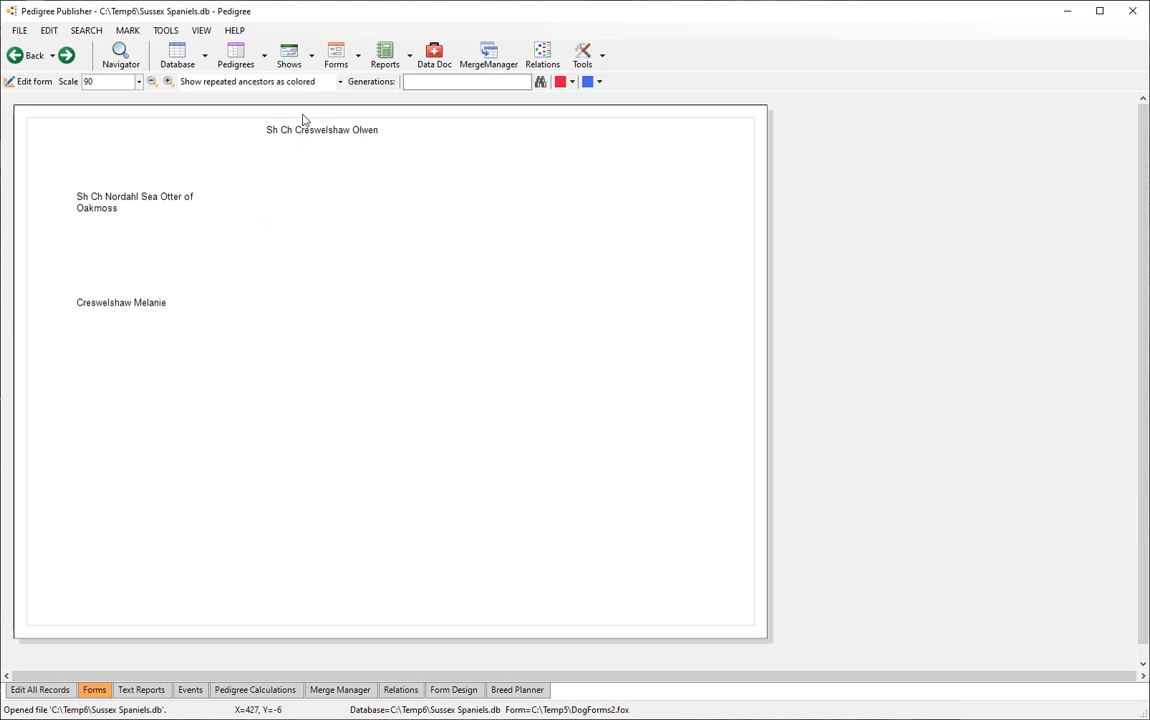 Pedigree Publisher - C:\Temp6\Sussex Spaniels.db - Pedigree
FILE EDIT SEARCH MARK TOOLS VIEW HELP
Back Navigator Database Pedigrees Shows Forms Reports Data Doc MergeManager Relations Tools
Edit form Scale 90 Show repeated ancestors as colored Generations:
Sh Ch Creswelshaw Olwen
Sh Ch Nordahl Sea Otter of
Oakmoss
Creswelshaw Melanie
Edit All Records Forms Text Reports Events Pedigree Calculations Merge Manager Relations Form Design Breed Planner
Opened file 'C:\Temp6\Sussex Spaniels.db'. X=427, Y=-6 Database=C:\Temp6\Sussex Spaniels.db Form=C:\Temp5\DogForms2.fox